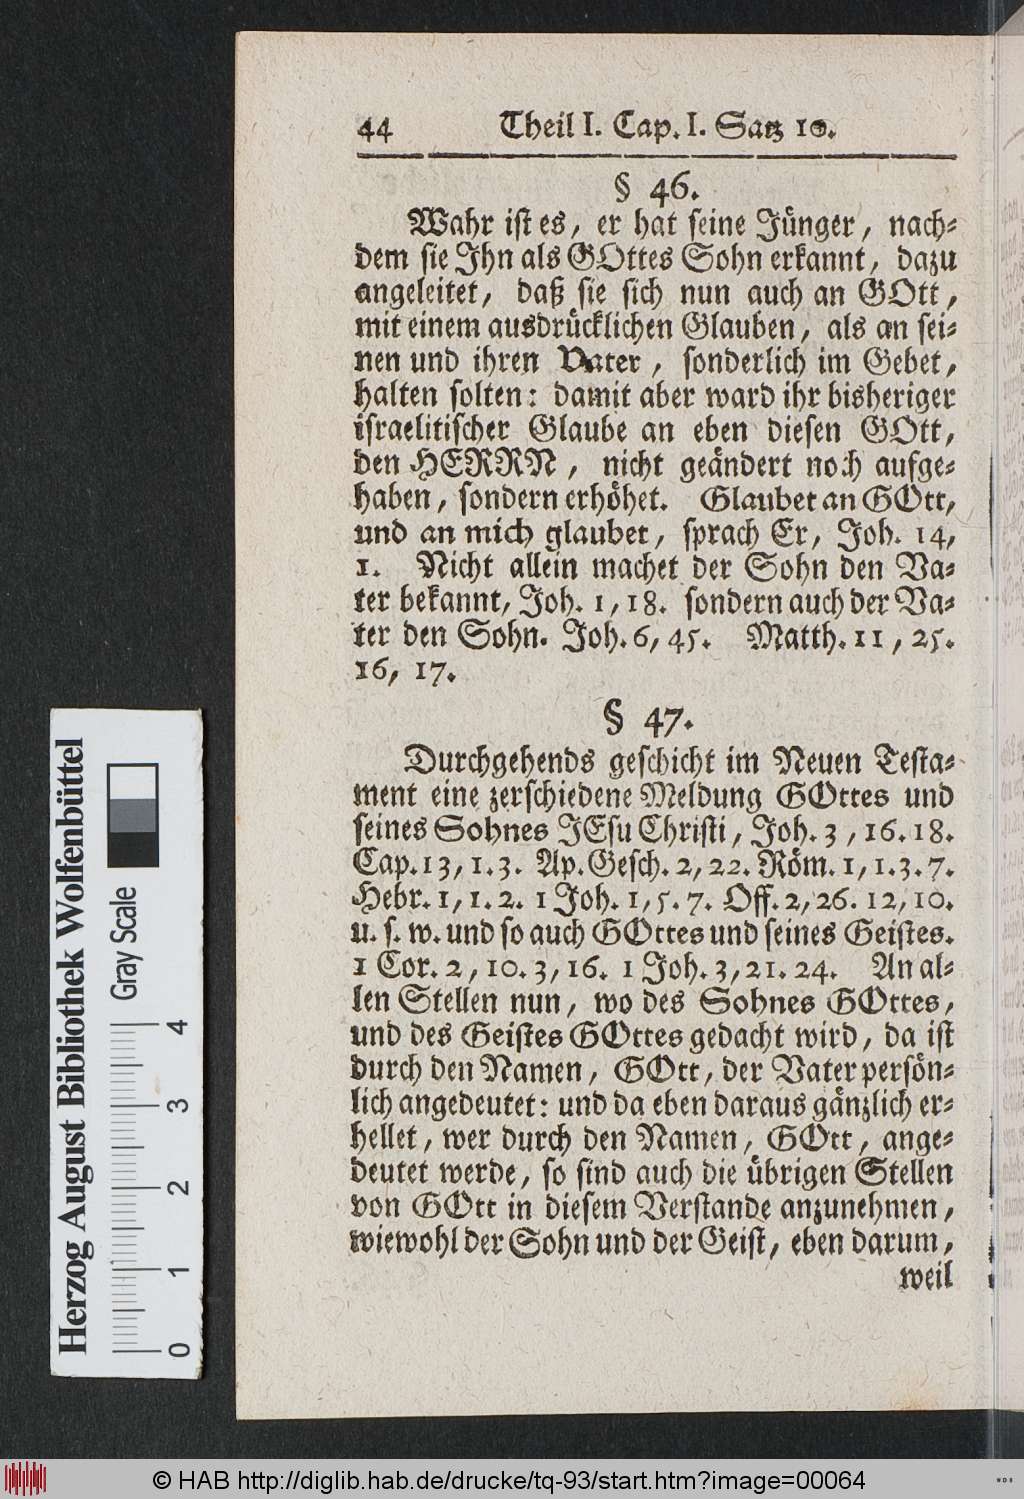 44 Theil I. Cap. I. Satz 10.
§ 46.
Wahr ist es, er hat seine Jünger, nach-
dem sie Ihn als GOttes Sohn erkannt, dazu
angeleitet, daß sie sich nun auch an GOtt,
mit einem ausdrücklichen Glauben, als an sei-
nen und ihren Vater, sonderlich im Gebet,
halten solten: damit aber ward ihr bisheriger
israelitischer Glaube an eben diesen GOtt,
den HERRN, nicht geändert noch aufge-
haben, sondern erhöhet. Glaubet an GOtt,
und an mich glaubet, sprach Er, Joh. 14,
1. Nicht allein machet der Sohn den Va-
ter bekannt, Joh. 1, 18. sondern auch der Va-
ter den Sohn. Joh. 6, 45. Matth. 11, 25.
16, 17.
§ 47.
Durchgehends geschicht im Neuen Testa-
ment eine zerschiedene Meldung GOttes und
seines Sohnes JEsu Christi, Joh. 3, 16. 18.
Cap. 13, 1. 3. Ap. Gesch. 2, 22. Röm. 1, 1. 3. 7.
Hebr. 1, 1. 2. 1 Joh. 1, 5. 7. Off. 2, 26. 12, 10.
u. s. w. und so auch GOttes und seines Geistes.
1 Cor. 2, 10. 3, 16. 1 Joh. 3, 21. 24. An al-
len Stellen nun, wo des Sohnes GOttes,
und des Geistes GOttes gedacht wird, da ist
durch den Namen, GOtt, der Vater persön-
lich angedeutet: und da eben daraus gänzlich er-
hellet, wer durch den Namen, GOtt, ange-
deutet werde, so sind auch die übrigen Stellen
von GOtt in diesem Verstande anzunehmen,
wiewohl der Sohn und der Geist, eben darum,
weil
Herzog August Bibliothek Wolfenbüttel
Gray Scale
0 1 2 3 4
© HAB http://diglib.hab.de/drucke/tq-93/start.htm?image=00064
WDB